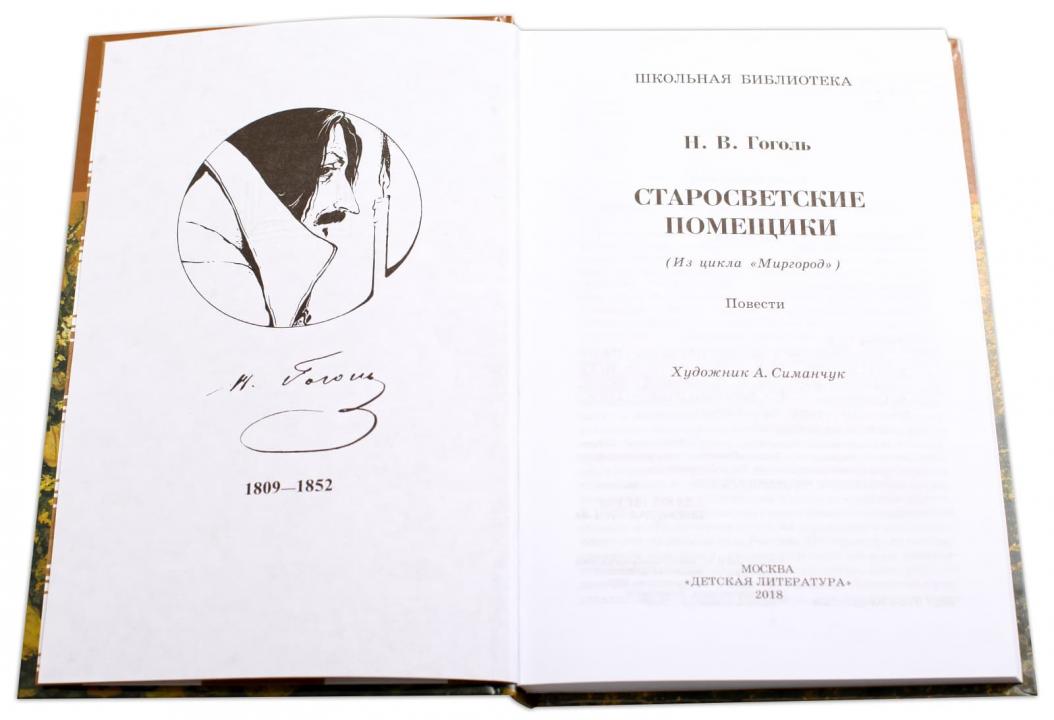 Н. Гоголь
1809—1852
ШКОЛЬНАЯ БИБЛИОТЕКА
Н. В. Гоголь
СТАРОСВЕТСКИЕ
ПОМЕЩИКИ
(Из цикла «Миргород»)
Повести
Художник А. Симанчук
МОСКВА
«ДЕТСКАЯ ЛИТЕРАТУРА»
2018